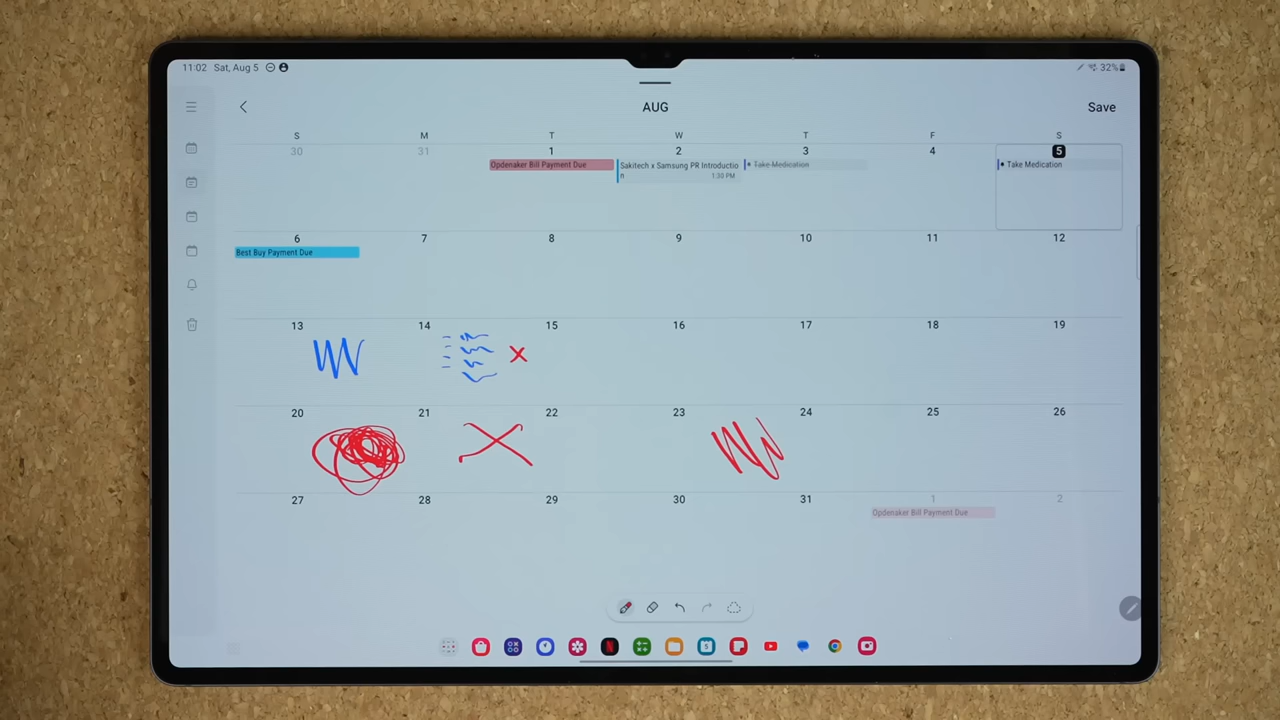 11:02 Sat, Aug 5 32%
AUG Save
S M T W T F S
30 31 1 2 3 4 5
Opdenaker Bill Payment Due
Sakitech x Samsung PR Introductio
n
1:30 PM
Take Medication
Take Medication
6 7 8 9 10 11 12
Best Buy Payment Due
13 14 15 16 17 18 19
20 21 22 23 24 25 26
27 28 29 30 31 1 2
Opdenaker Bill Payment Due